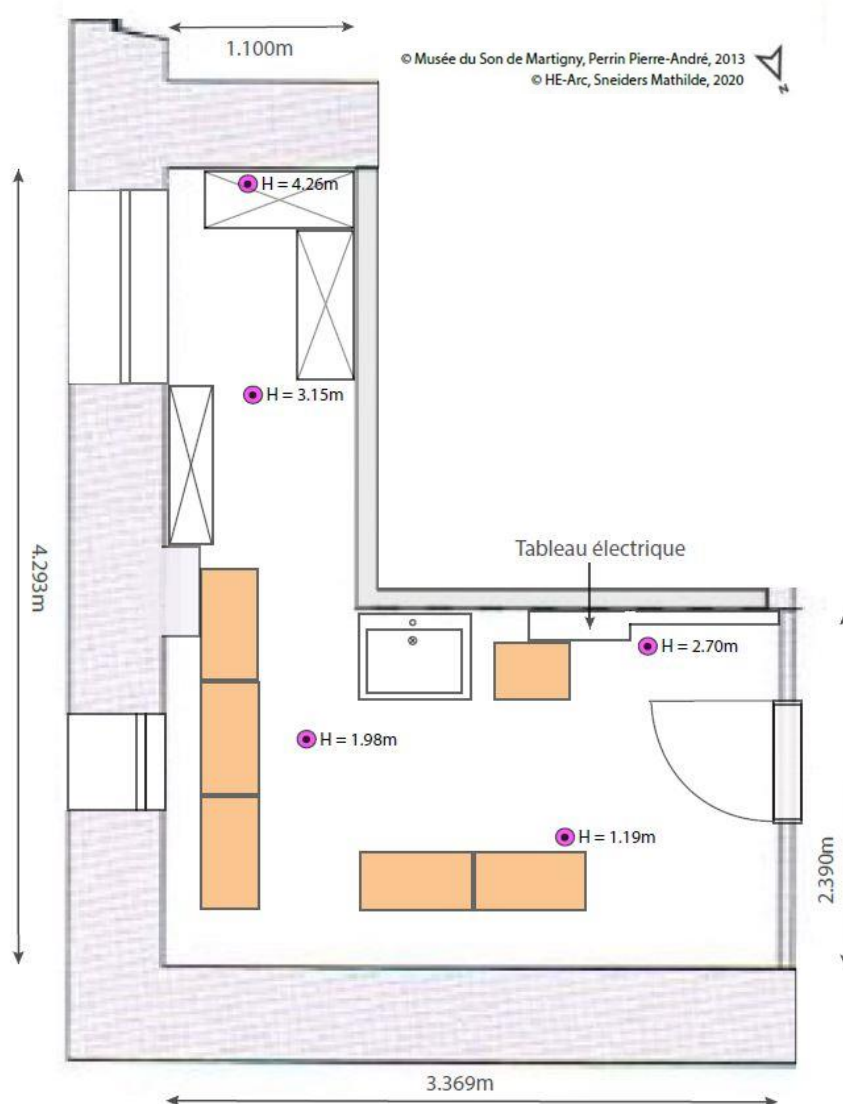 1.100m
© Musée du Son de Martigny, Perrin Pierre-André, 2013
© HE-Arc, Sneiders Mathilde, 2020
N
H = 4.26m
H = 3.15m
4.293m
Tableau électrique
H = 2.70m
H = 1.98m
H = 1.19m
2.390m
3.369m